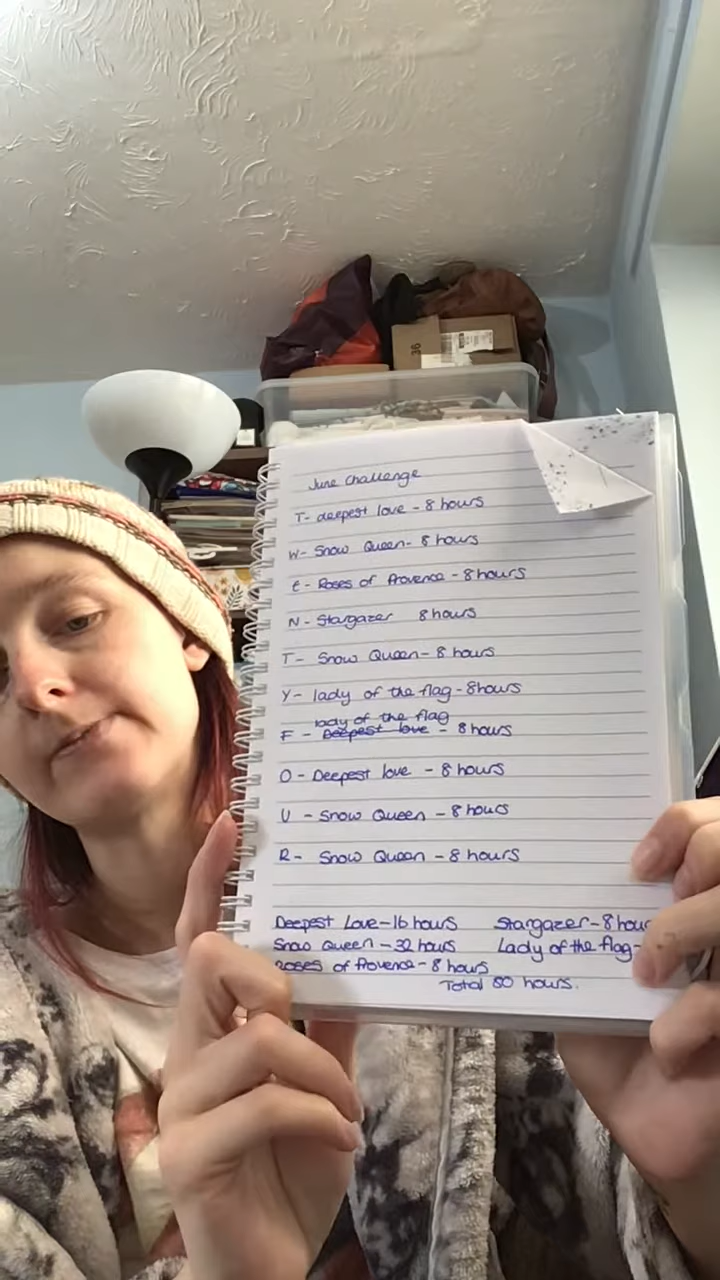 36
June Challenge
T- deepest love - 8 hours
W- Snow Queen- 8 hours
E- Roses of Provence - 8 hours
N- Stargazer 8 hours
T- Snow Queen- 8 hours
Y- lady of the flag - 8 hours
lady of the flag
F - Deepest love - 8 hours
O- Deepest love - 8 hours
U - Snow Queen - 8 hours
R- Snow Queen - 8 hours
Deepest Love-16 hours Stargazer-8 hour
Snow Queen -32 hours Lady of the flag-
Roses of Provence- 8 hours
Total 80 hours.